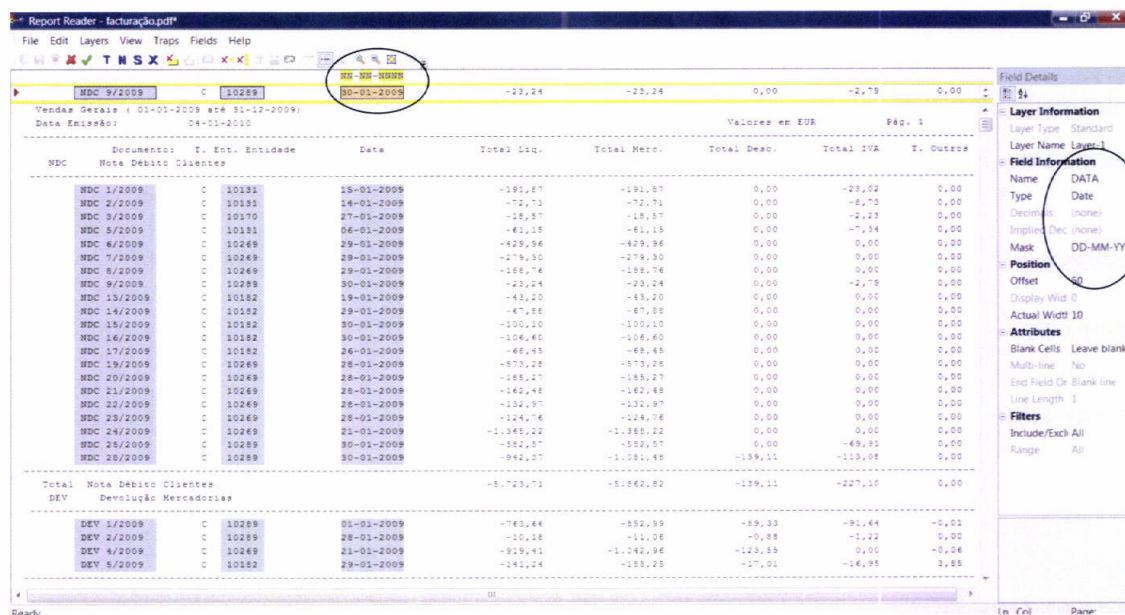 Report Reader - facturação.pdf*
File Edit Layers View Traps Fields Help
T N S X
NN-NN-NNNN
NDC 9/2009 C 10289 30-01-2009 -23,24 -23,24 0,00 -2,79 0,00
Vendas Gerais ( 01-01-2009 até 31-12-2009)
Data Emissão: 04-01-2010 Valores em EUR Pág. 1
Documento: T. Ent. Entidade Data Total Liq. Total Merc. Total Desc. Total IVA T. Outros
NDC Nota Débito Clientes
NDC 1/2009 C 10131 15-01-2009 -191,87 -191,87 0,00 -23,02 0,00
NDC 2/2009 C 10131 14-01-2009 -72,71 -72,71 0,00 -8,73 0,00
NDC 3/2009 C 10170 27-01-2009 -18,57 -18,57 0,00 -2,23 0,00
NDC 5/2009 C 10131 06-01-2009 -61,15 -61,15 0,00 -7,34 0,00
NDC 6/2009 C 10269 29-01-2009 -429,96 -429,96 0,00 0,00 0,00
NDC 7/2009 C 10269 29-01-2009 -279,30 -279,30 0,00 0,00 0,00
NDC 8/2009 C 10269 29-01-2009 -188,76 -188,76 0,00 0,00 0,00
NDC 9/2009 C 10289 30-01-2009 -23,24 -23,24 0,00 -2,79 0,00
NDC 13/2009 C 10182 19-01-2009 -43,20 -43,20 0,00 0,00 0,00
NDC 14/2009 C 10182 29-01-2009 -67,88 -67,88 0,00 0,00 0,00
NDC 15/2009 C 10182 30-01-2009 -100,10 -100,10 0,00 0,00 0,00
NDC 16/2009 C 10182 30-01-2009 -106,60 -106,60 0,00 0,00 0,00
NDC 17/2009 C 10182 26-01-2009 -68,45 -68,45 0,00 0,00 0,00
NDC 19/2009 C 10269 28-01-2009 -573,28 -573,28 0,00 0,00 0,00
NDC 20/2009 C 10269 28-01-2009 -185,27 -185,27 0,00 0,00 0,00
NDC 21/2009 C 10269 28-01-2009 -162,48 -162,48 0,00 0,00 0,00
NDC 22/2009 C 10269 28-01-2009 -132,97 -132,97 0,00 0,00 0,00
NDC 23/2009 C 10269 28-01-2009 -124,76 -124,76 0,00 0,00 0,00
NDC 24/2009 C 10269 21-01-2009 -1.368,22 -1.368,22 0,00 0,00 0,00
NDC 25/2009 C 10289 30-01-2009 -582,57 -582,57 0,00 -69,91 0,00
NDC 28/2009 C 10289 30-01-2009 -942,37 -1.081,48 -139,11 -113,08 0,00
Total Nota Débito Clientes -5.723,71 -5.862,82 -139,11 -227,10 0,00
DEV Devolução Mercadorias
DEV 1/2009 C 10289 01-01-2009 -763,66 -852,99 -89,33 -91,64 -0,01
DEV 2/2009 C 10289 28-01-2009 -10,18 -11,06 -0,88 -1,22 0,00
DEV 4/2009 C 10269 21-01-2009 -919,41 -1.042,96 -123,55 0,00 -0,06
DEV 5/2009 C 10182 29-01-2009 -141,24 -158,25 -17,01 -16,95 3,85
Field Details
Layer Information
Layer Type Standard
Layer Name Layer-1
Field Information
Name DATA
Type Date
Decimals (none)
Implied Dec (none)
Mask DD-MM-YY
Position
Offset 60
Display Wid 0
Actual Widtl 10
Attributes
Blank Cells Leave blank
Multi-line No
End Field Or Blank line
Line Length 1
Filters
Include/Excl All
Range All
Ready
Ln Col Page: